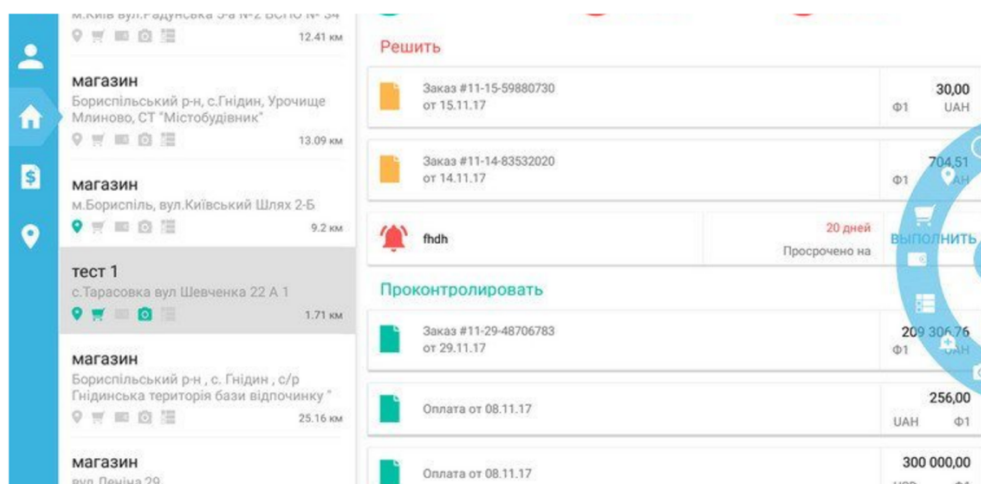 м.Київ вул.Радунська 5-а №2 ВСПО № 34
12.41 км
магазин
Бориспільський р-н, с.Гнідин, Урочище
Млиново, СТ "Містобудівник"
13.09 км
магазин
м.Бориспіль, вул.Київський Шлях 2-Б
9.2 км
тест 1
с.Тарасовка вул Шевченка 22 А 1
1.71 км
магазин
Бориспільський р-н , с. Гнідин , с/р
Гнідинська територія бази відпочинку "
25.16 км
магазин
вул.Леніна 29
Решить
Заказ #11-15-59880730
от 15.11.17
30,00
Ф1 UAH
Заказ #11-14-83532020
от 14.11.17
704,51
Ф1 UAH
fhdh
20 дней
Просрочено на
ВЫПОЛНИТЬ
Проконтролировать
Заказ #11-29-48706783
от 29.11.17
209 306,76
Ф1 UAH
Оплата от 08.11.17
256,00
UAH Ф1
Оплата от 08.11.17
300 000,00
USD Ф1